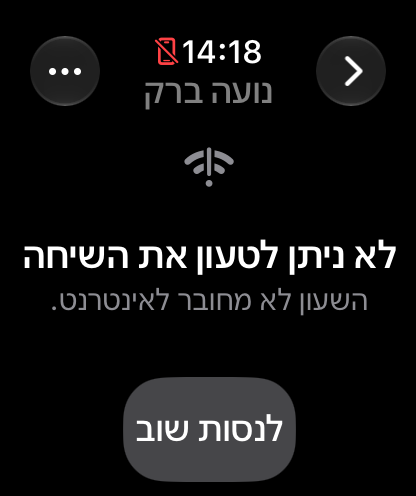 14:18
נועה ברק
לא ניתן לטעון את השיחה
השעון לא מחובר לאינטרנט.
לנסות שוב